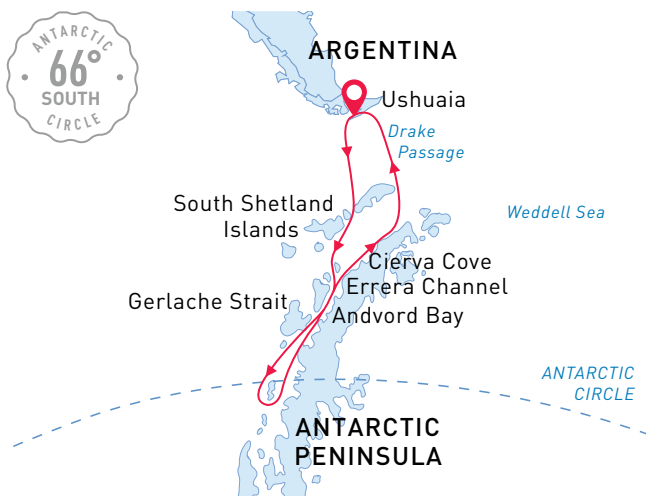 ANTARCTIC
66°
SOUTH
CIRCLE
ARGENTINA
Ushuaia
Drake
Passage
South Shetland
Islands
Weddell Sea
Cierva Cove
Errera Channel
Gerlache Strait
Andvord Bay
ANTARCTIC
CIRCLE
ANTARCTIC
PENINSULA